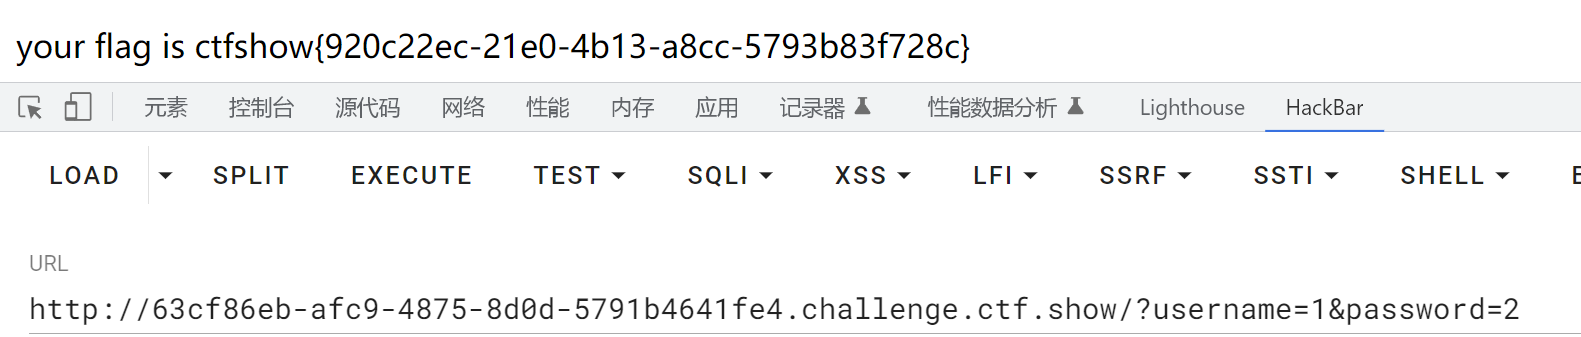 your flag is ctfshow{920c22ec-21e0-4b13-a8cc-5793b83f728c}
元素 控制台 源代码 网络 性能 内存 应用 记录器 性能数据分析 Lighthouse HackBar
LOAD SPLIT EXECUTE TEST SQLI XSS LFI SSRF SSTI SHELL
URL
http://63cf86eb-afc9-4875-8d0d-5791b4641fe4.challenge.ctf.show/?username=1&password=2